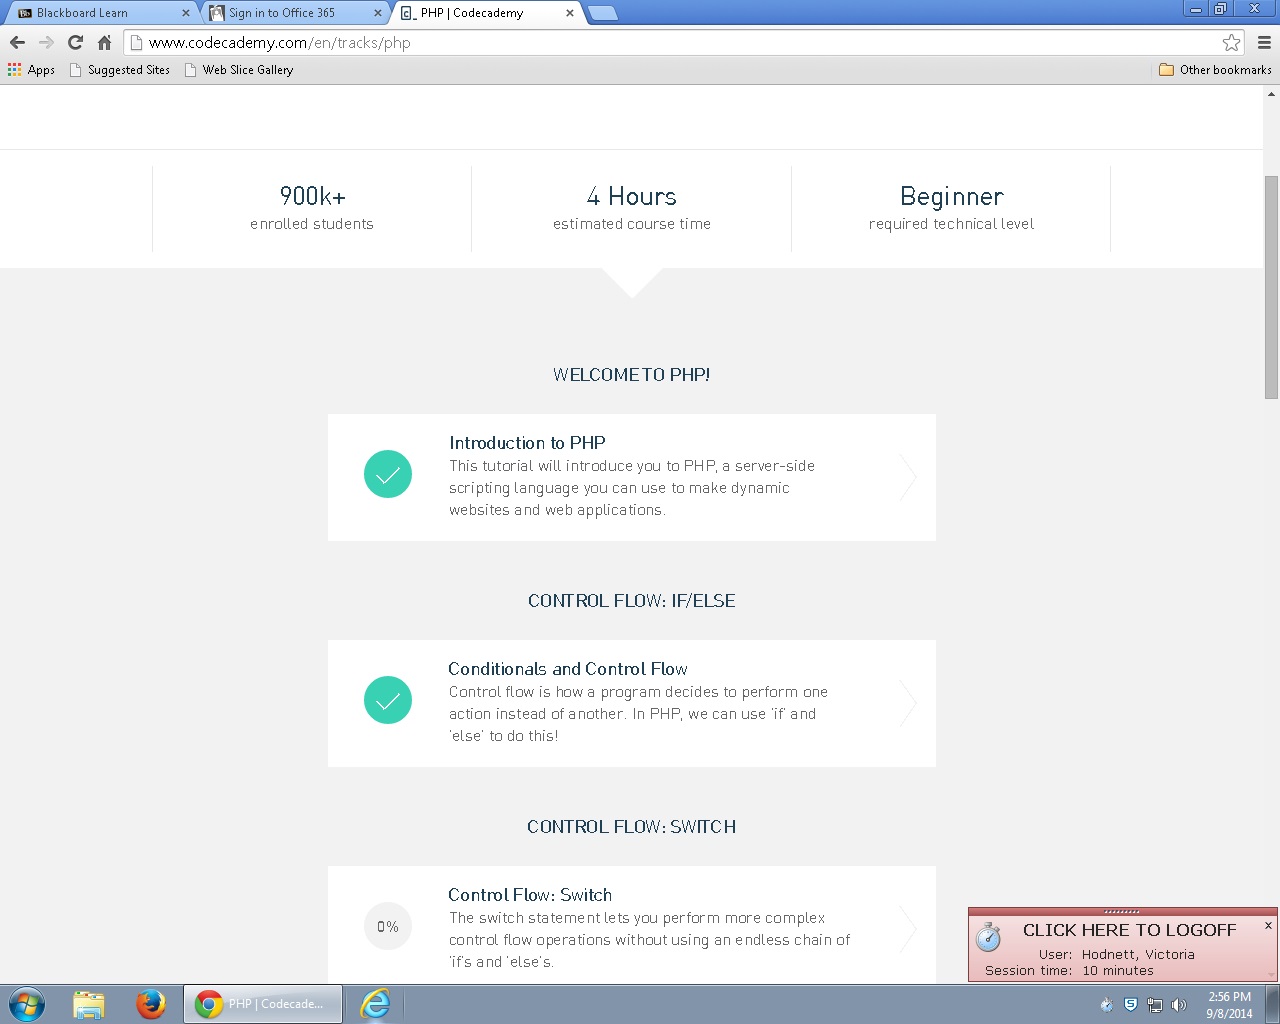 Blackboard Learn
Sign in to Office 365
PHP | Codecademy
www.codecademy.com/en/tracks/php
Apps
Suggested Sites
Web Slice Gallery
Other bookmarks
900k+
enrolled students
4 Hours
estimated course time
Beginner
required technical level
WELCOME TO PHP!
Introduction to PHP
This tutorial will introduce you to PHP, a server-side
scripting language you can use to make dynamic
websites and web applications.
CONTROL FLOW: IF/ELSE
Conditionals and Control Flow
Control flow is how a program decides to perform one
action instead of another. In PHP, we can use 'if' and
'else' to do this!
CONTROL FLOW: SWITCH
0%
Control Flow: Switch
The switch statement lets you perform more complex
control flow operations without using an endless chain of
'if's and 'else's.
CLICK HERE TO LOGOFF
User: Hodnett, Victoria
Session time: 10 minutes
PHP | Codecade...
2:56 PM
9/8/2014